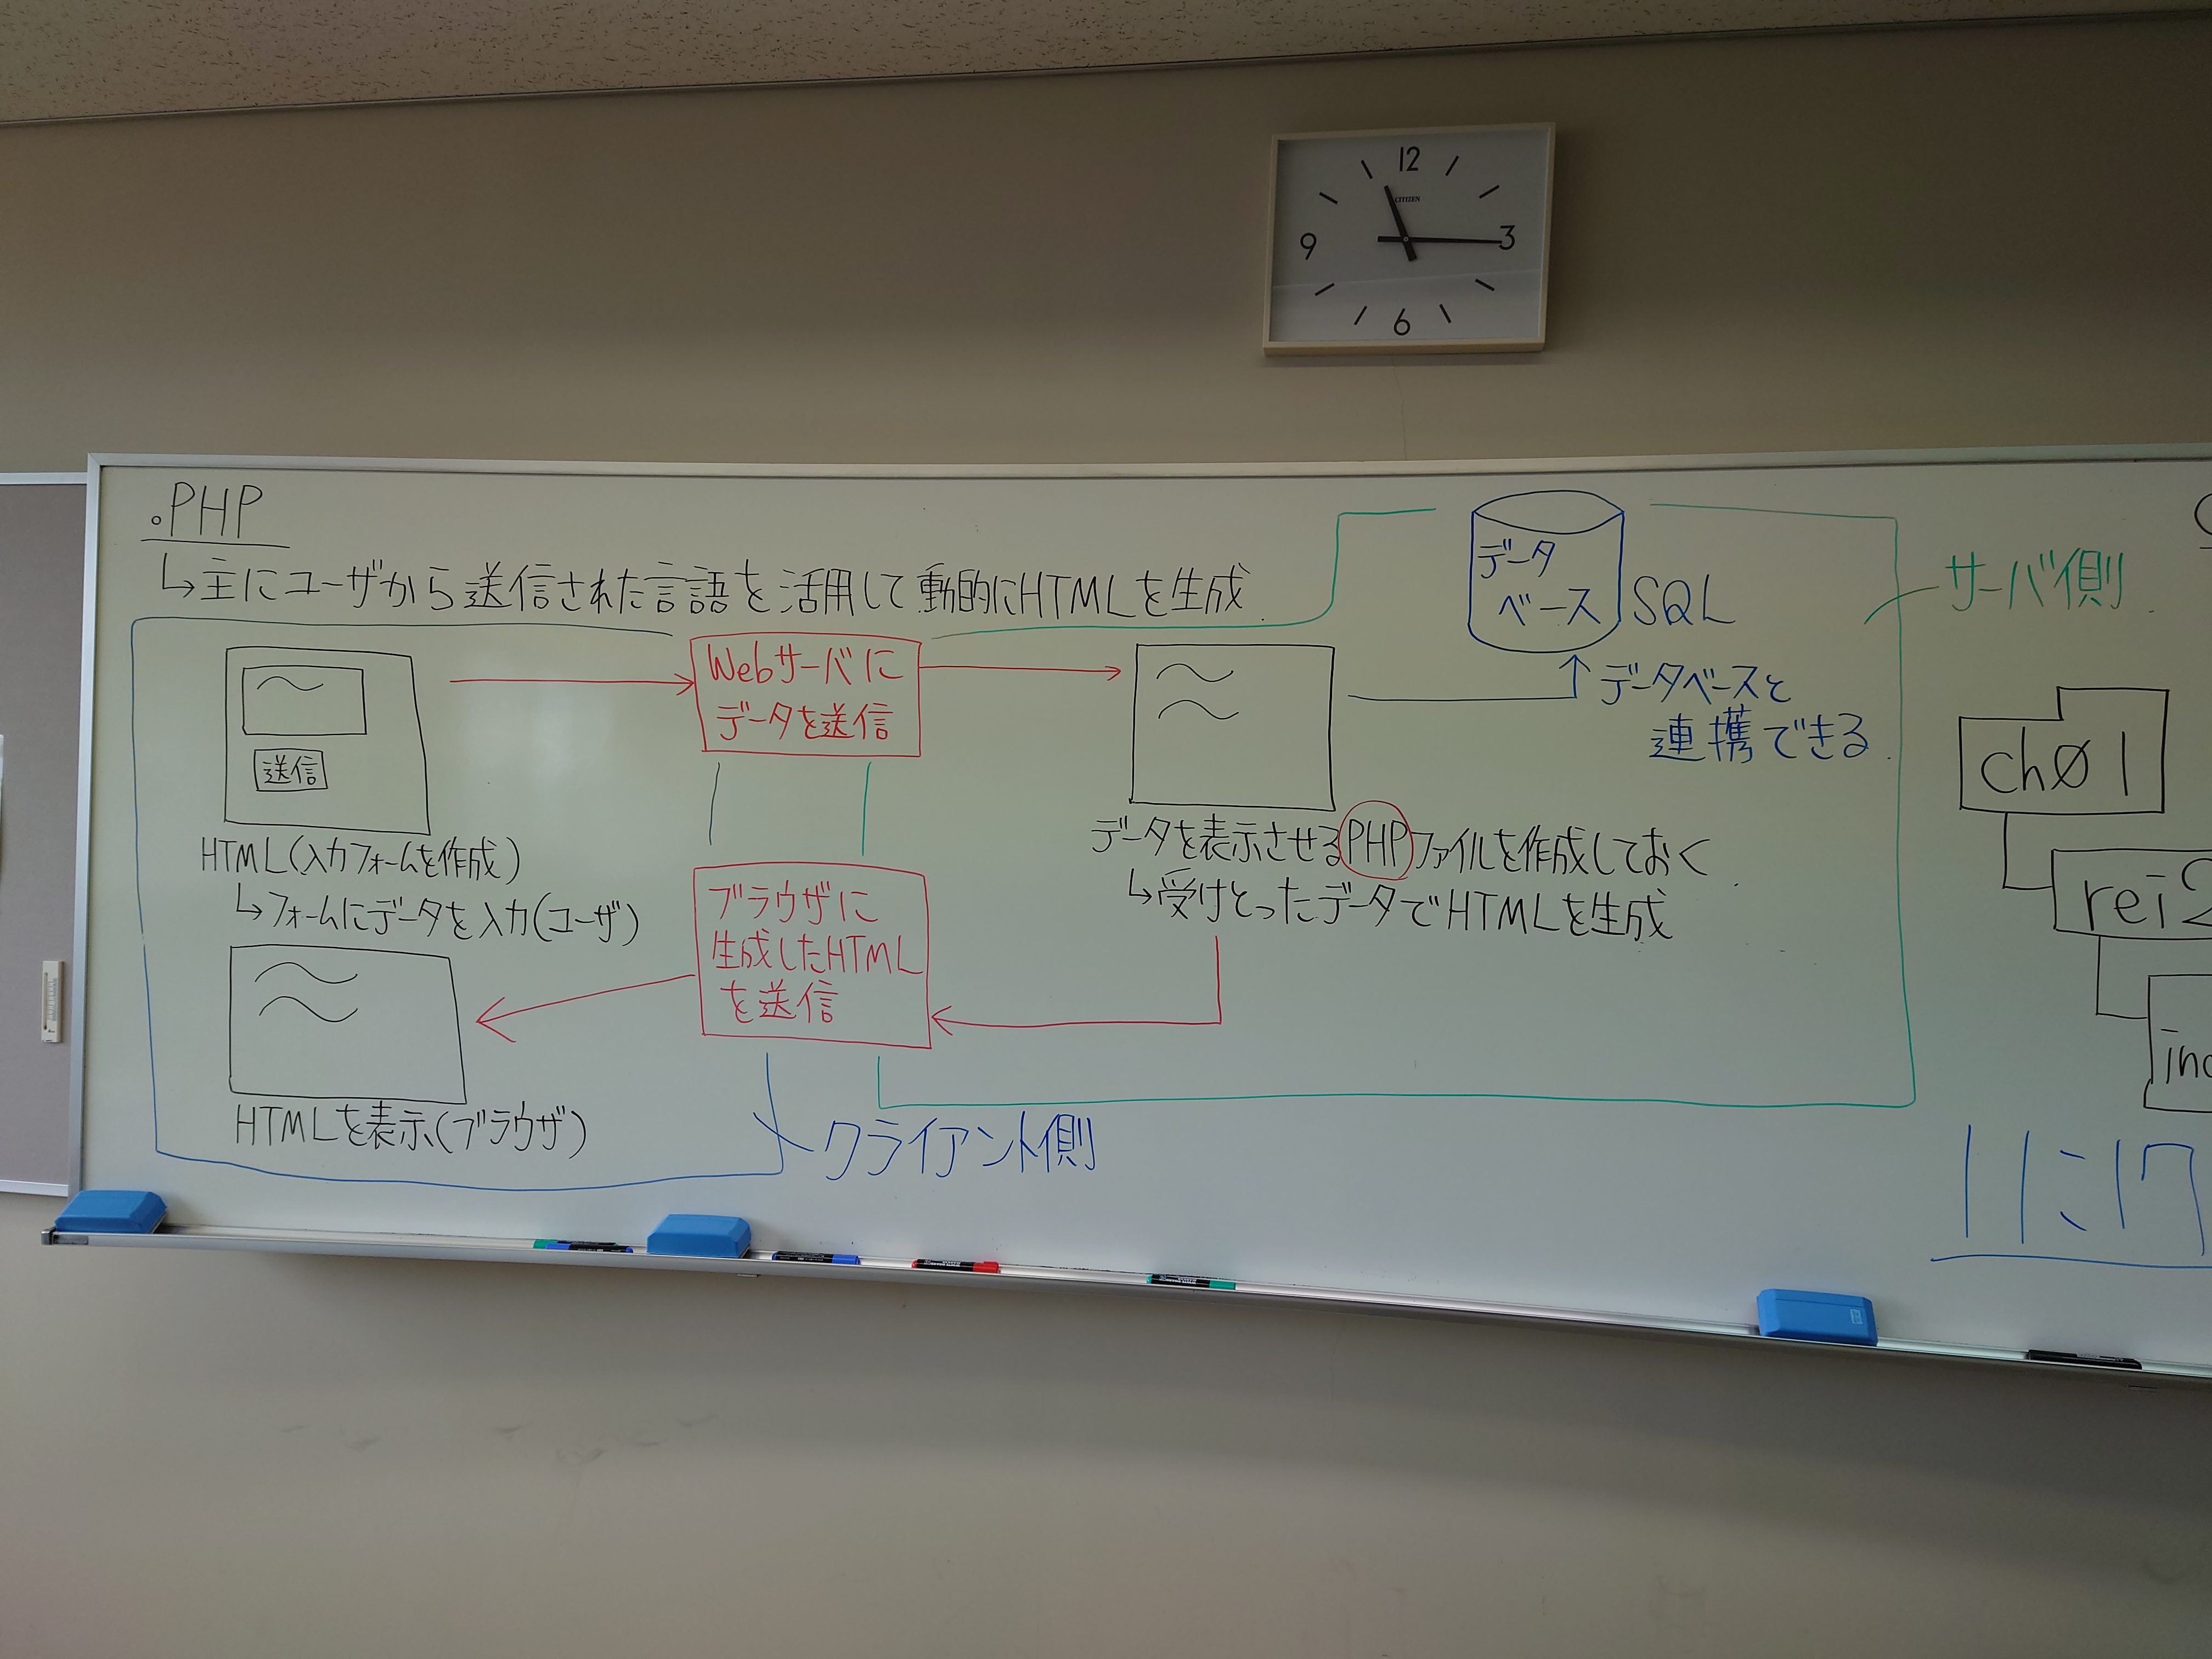 12
3
6
9
CITIZEN
。PHP
↳主にユーザから送信された言語を活用して動的にHTMLを生成
データ
ベース
SQL
サーバ側
Webサーバに
データを送信
データベースと
連携できる
送信
HTML(入力フォームを作成)
↳フォームにデータを入力(ユーザ)
データを表示させるPHPファイルを作成しておく
↳受けとったデータでHTMLを生成
ブラウザに
生成したHTML
を送信
HTMLを表示(ブラウザ)
クライアント側
ch01
rei2
inc
11:17